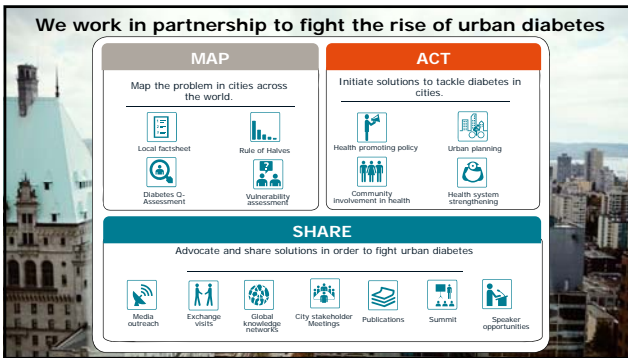 We work in partnership to fight the rise of urban diabetes
MAP
Map the problem in cities across
the world.
Local factsheet
Rule of Halves
Diabetes Q-
Assessment
?
Vulnerability
assessment
ACT
Initiate solutions to tackle diabetes in
cities.
Health promoting policy
Urban planning
Community
involvement in health
Health system
strengthening
SHARE
Advocate and share solutions in order to fight urban diabetes
Media
outreach
Exchange
visits
Global
knowledge
networks
City stakeholder
Meetings
Publications
Summit
Speaker
opportunities